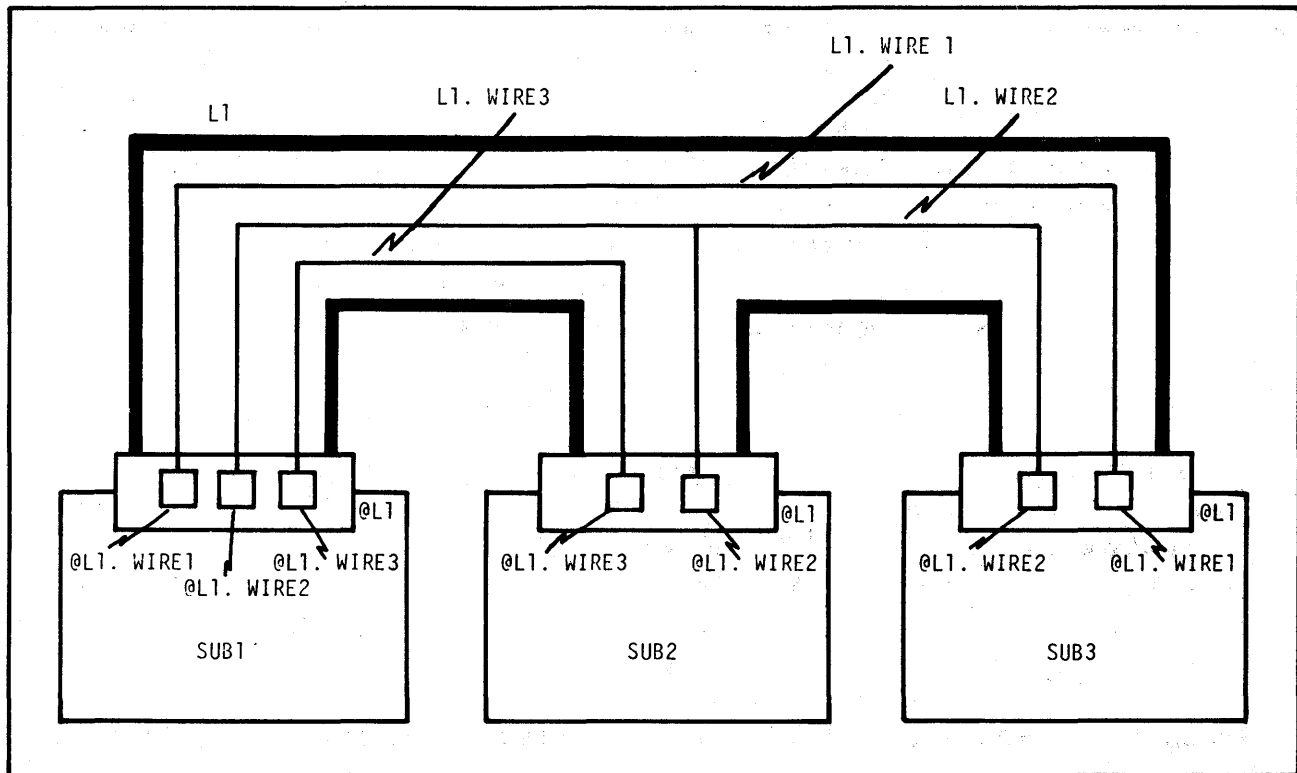 L1. WIRE 1
L1. WIRE3
L1. WIRE2
L1
@L1
@L1
@L1
@L1. WIRE1
@L1. WIRE3
@L1. WIRE3
@L1. WIRE2
@L1. WIRE2
@L1. WIRE1
@L1. WIRE2
SUB1
SUB2
SUB3